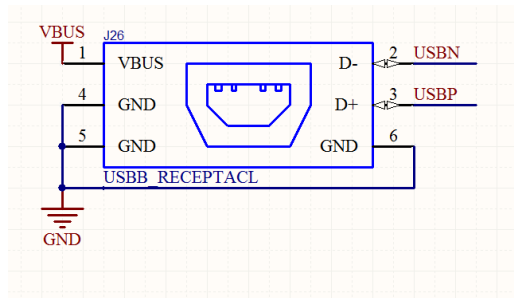 VBUS
J26
1 VBUS D- 2 USBN
4 GND D+ 3 USBP
5 GND GND 6
USBB_RECEPTACL
GND